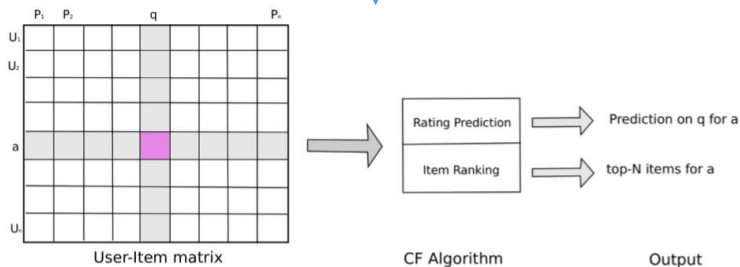 P₁ P₂ q Pₙ
U₁
U₂
a
Uₙ
Rating Prediction
Item Ranking
Prediction on q for a
top-N items for a
User-Item matrix
CF Algorithm
Output